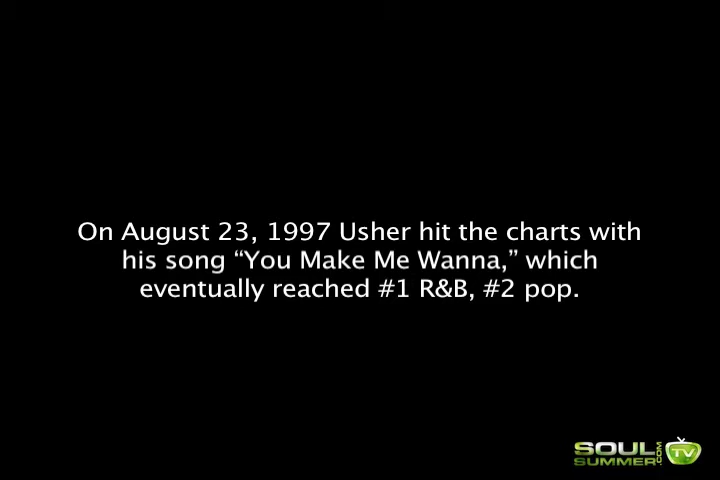 On August 23, 1997 Usher hit the charts with
his song “You Make Me Wanna,” which
eventually reached #1 R&B, #2 pop.
SOUL
SUMMER.COM
TV